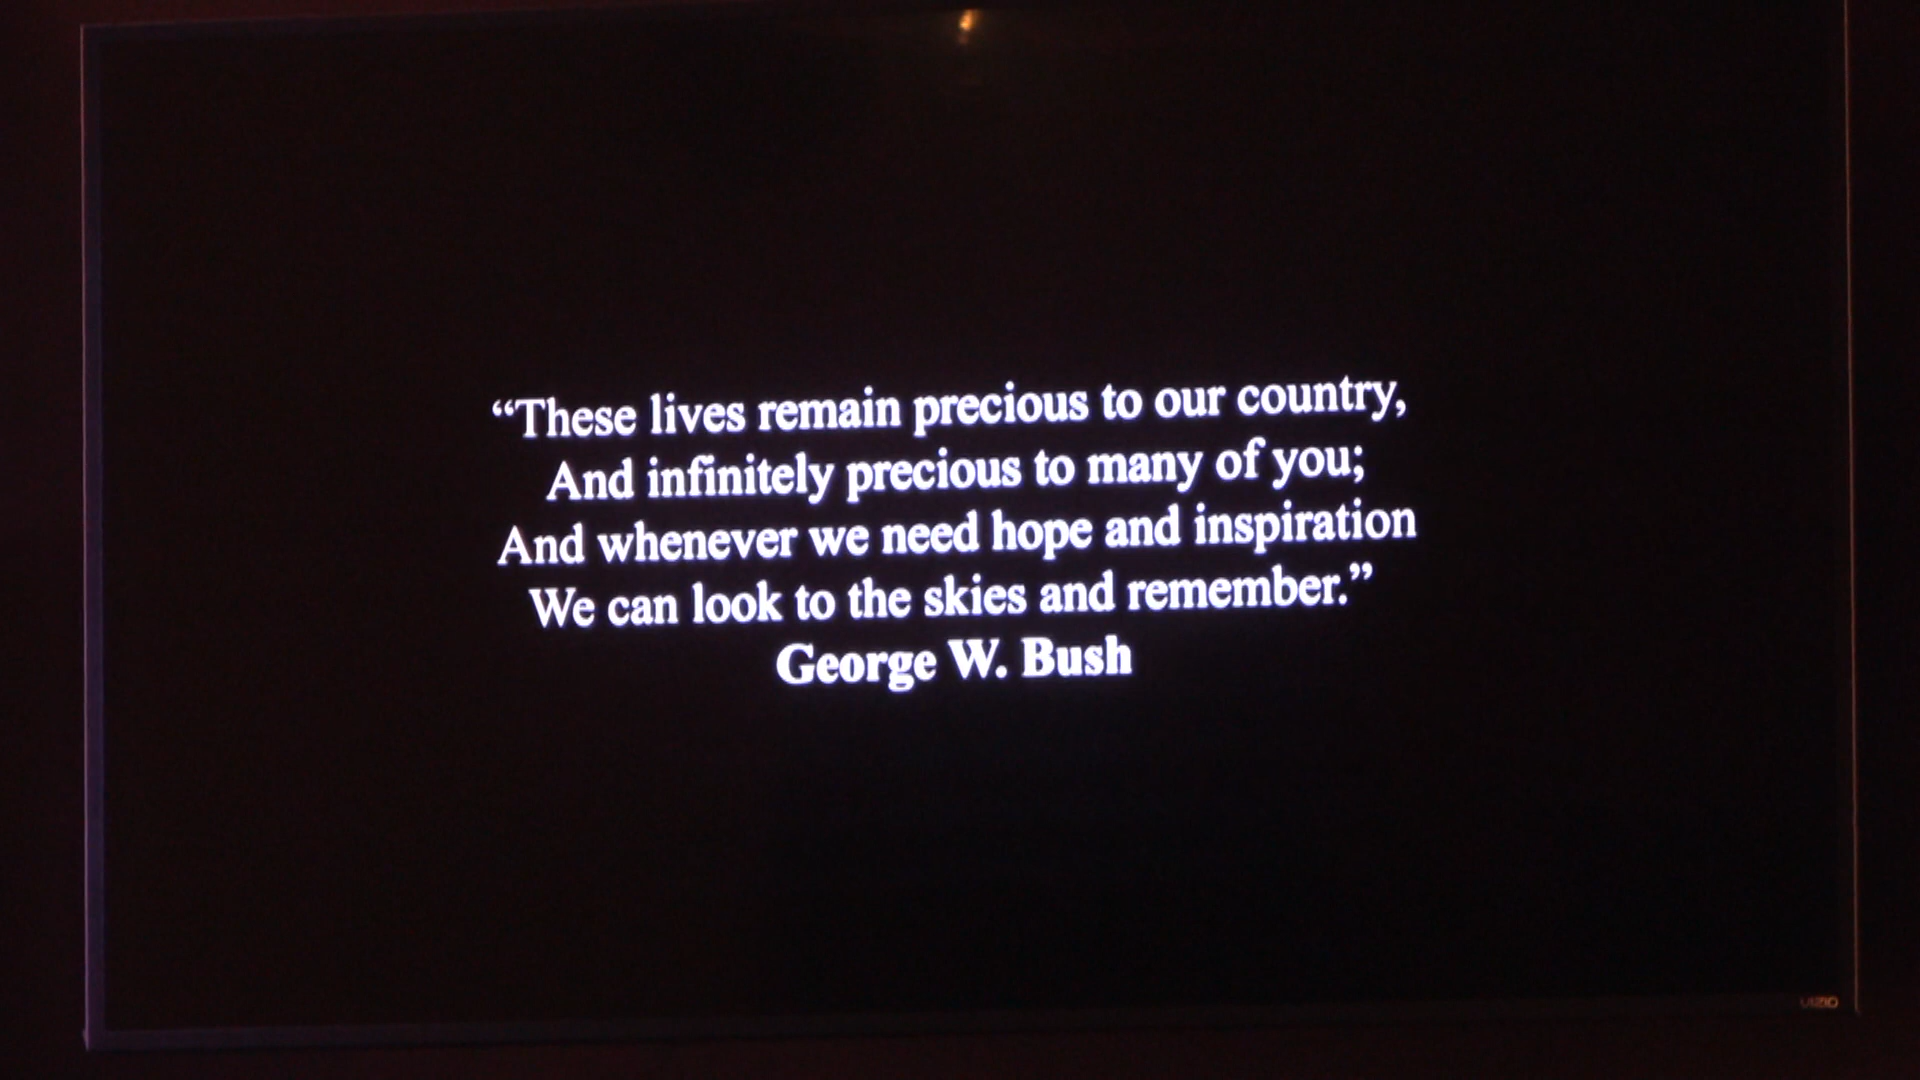 “These lives remain precious to our country,
And infinitely precious to many of you;
And whenever we need hope and inspiration
We can look to the skies and remember.”
George W. Bush
VIZIO